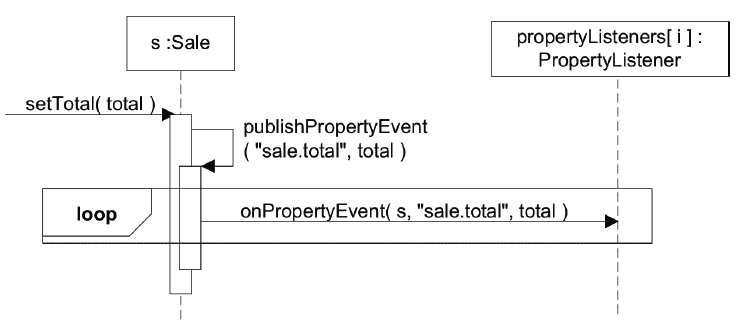 s :Sale
propertyListeners[ i ] :
PropertyListener
setTotal( total )
publishPropertyEvent
( "sale.total", total )
loop
onPropertyEvent( s, "sale.total", total )